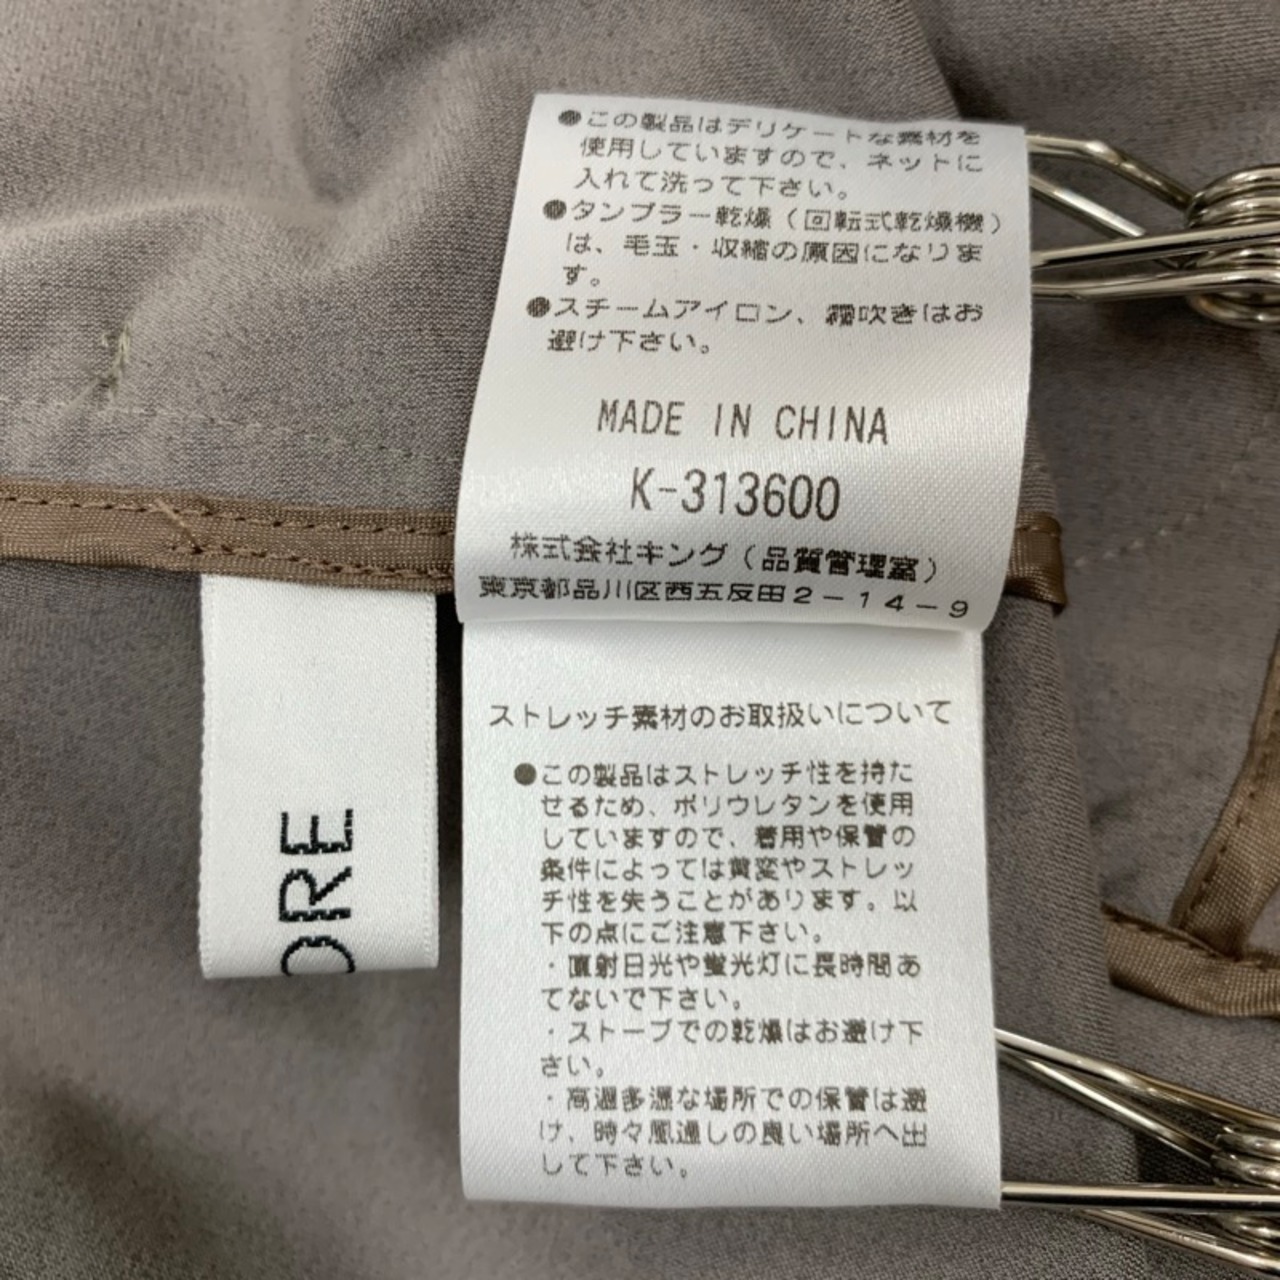 ●この製品はデリケートな素材を
使用していますので、ネットに
入れて洗って下さい。
●タンブラー乾燥（回転式乾燥機）
は、毛玉・収縮の原因になりま
す。
●スチームアイロン、霧吹きはお
避け下さい。
MADE IN CHINA
K-313600
株式会社キング（品質管理室）
東京都品川区西五反田２－１４－９
ストレッチ素材のお取扱いについて
●この製品はストレッチ性を持た
せるため、ポリウレタンを使用
していますので、着用や保管の
条件によっては黄変やストレッ
チ性を失うことがあります。以
下の点にご注意下さい。
・直射日光や蛍光灯に長時間あ
てないで下さい。
・ストーブでの乾燥はお避け下
さい。
・高温多湿な場所での保管は避
け、時々風通しの良い場所へ出
して下さい。
ORE